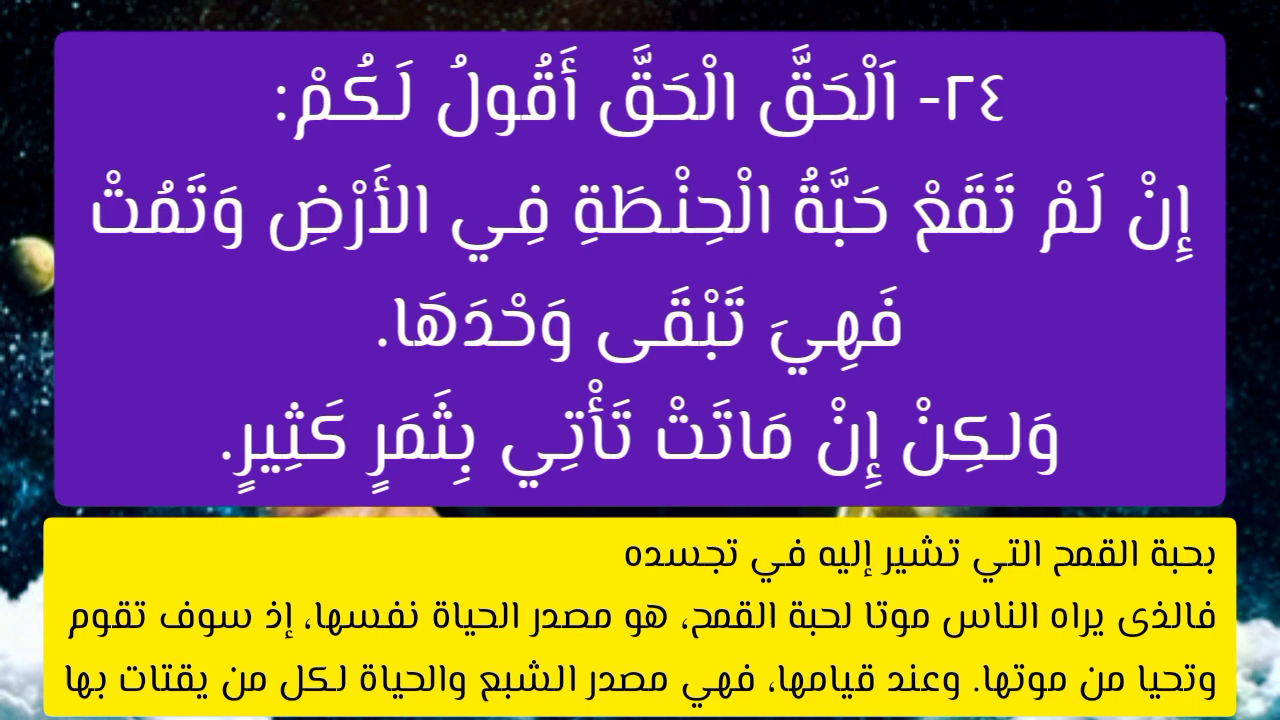 ٢٤- اَلْحَقَّ الْحَقَّ أَقُولُ لَكُمْ:
إِنْ لَمْ تَقَعْ حَبَّةُ الْحِنْطَةِ فِي الأَرْضِ وَتَمُتْ
فَهِيَ تَبْقَى وَحْدَهَا.
وَلكِنْ إِنْ مَاتَتْ تَأْتِي بِثَمَرٍ كَثِيرٍ.
بحبة القمح التي تشير إليه في تجسده
فالذى يراه الناس موتا لحبة القمح، هو مصدر الحياة نفسها، إذ سوف تقوم
وتحيا من موتها. وعند قيامها، فهي مصدر الشبع والحياة لكل من يقتات بها